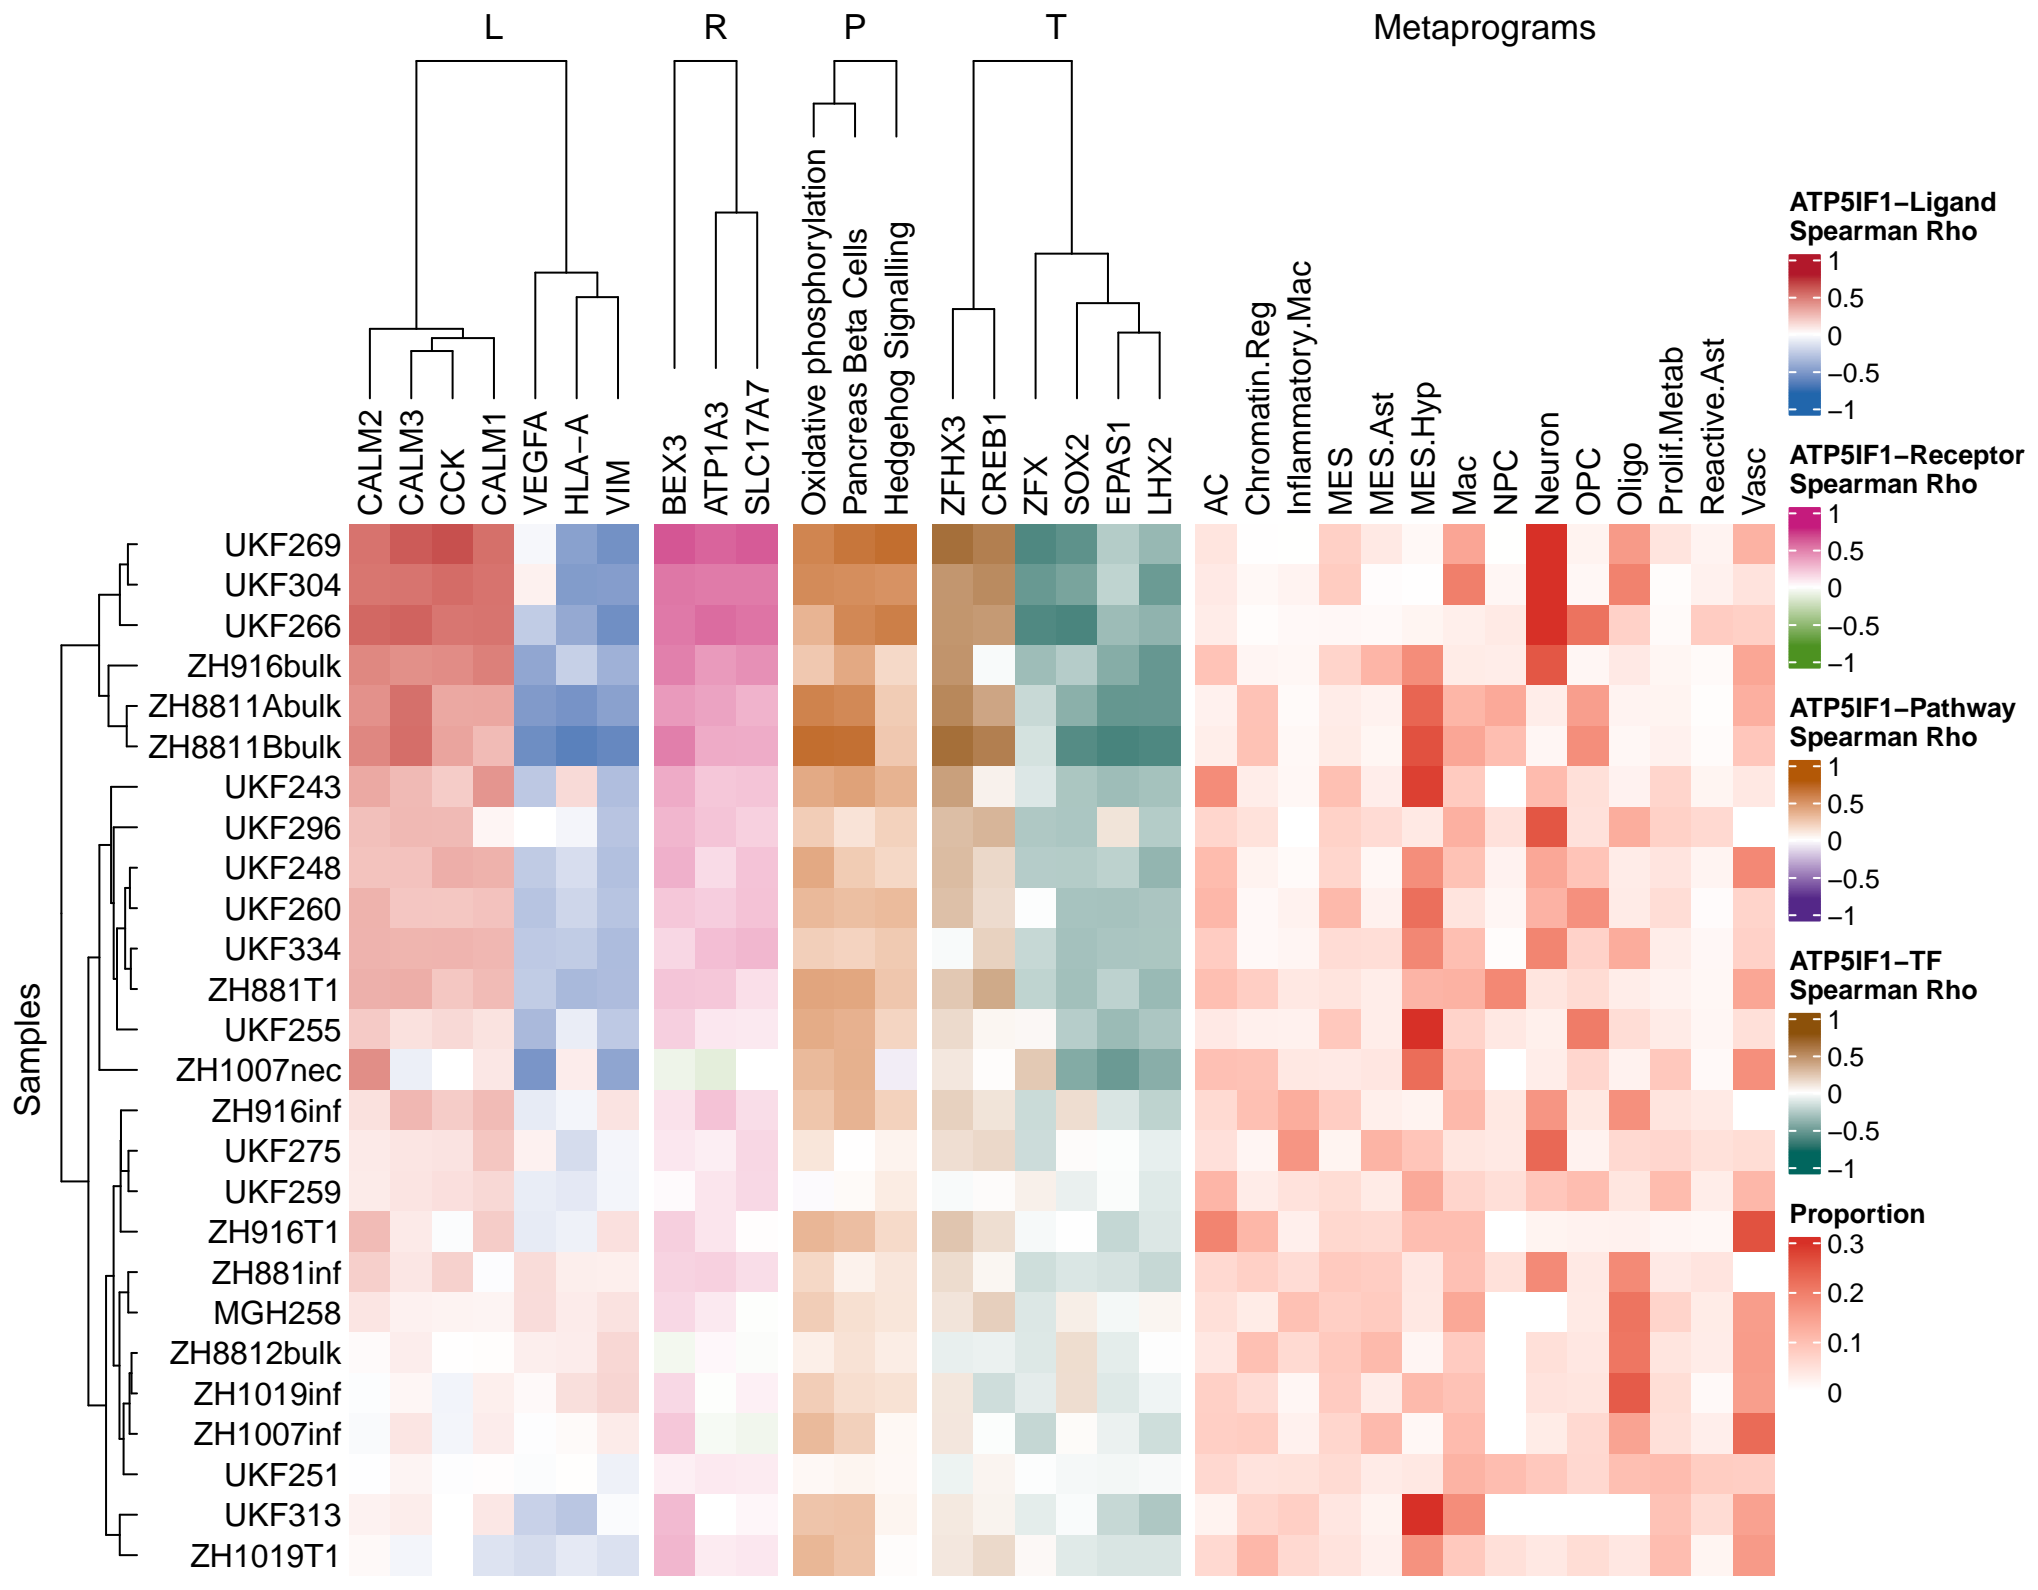 L R P T Metaprograms
CALM2
CALM3
CCK
CALM1
VEGFA
HLA−A
VIM
BEX3
ATP1A3
SLC17A7
Oxidative phosphorylation
Pancreas Beta Cells
Hedgehog Signalling
ZFHX3
CREB1
ZFX
SOX2
EPAS1
LHX2
AC
Chromatin.Reg
Inflammatory.Mac
MES
MES.Ast
MES.Hyp
Mac
NPC
Neuron
OPC
Oligo
Prolif.Metab
Reactive.Ast
Vasc
Samples
UKF269
UKF304
UKF266
ZH916bulk
ZH8811Abulk
ZH8811Bbulk
UKF243
UKF296
UKF248
UKF260
UKF334
ZH881T1
UKF255
ZH1007nec
ZH916inf
UKF275
UKF259
ZH916T1
ZH881inf
MGH258
ZH8812bulk
ZH1019inf
ZH1007inf
UKF251
UKF313
ZH1019T1
ATP5IF1−Ligand
Spearman Rho
1
0.5
0
−0.5
−1
ATP5IF1−Receptor
Spearman Rho
1
0.5
0
−0.5
−1
ATP5IF1−Pathway
Spearman Rho
1
0.5
0
−0.5
−1
ATP5IF1−TF
Spearman Rho
1
0.5
0
−0.5
−1
Proportion
0.3
0.2
0.1
0